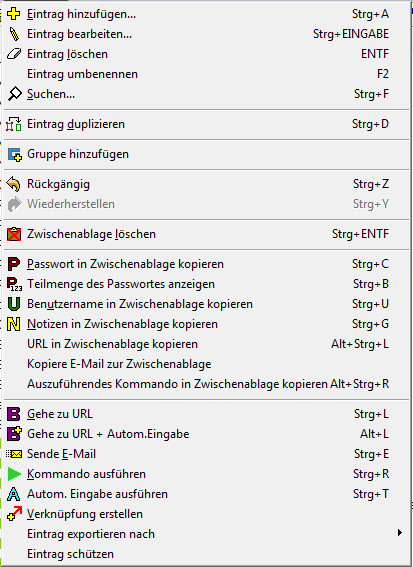 Eintrag hinzufügen... Strg+A
Eintrag bearbeiten... Strg+EINGABE
Eintrag löschen ENTF
Eintrag umbenennen F2
Suchen... Strg+F
Eintrag duplizieren Strg+D
Gruppe hinzufügen
Rückgängig Strg+Z
Wiederherstellen Strg+Y
Zwischenablage löschen Strg+ENTF
P Passwort in Zwischenablage kopieren Strg+C
P123 Teilmenge des Passwortes anzeigen Strg+B
U Benutzername in Zwischenablage kopieren Strg+U
N Notizen in Zwischenablage kopieren Strg+G
URL in Zwischenablage kopieren Alt+Strg+L
Kopiere E-Mail zur Zwischenablage
Auszuführendes Kommando in Zwischenablage kopieren Alt+Strg+R
B Gehe zu URL Strg+L
B Gehe zu URL + Autom.Eingabe Alt+L
Sende E-Mail Strg+E
Kommando ausführen Strg+R
A Autom. Eingabe ausführen Strg+T
Verknüpfung erstellen
Eintrag exportieren nach
Eintrag schützen